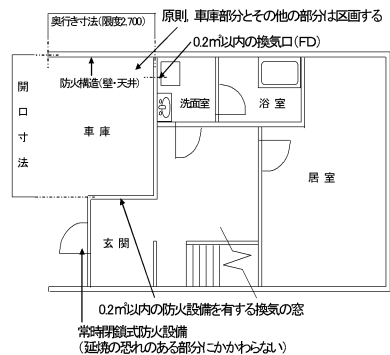 奥行き寸法(限度2.700)
原則, 車庫部分とその他の部分は区画する
0.2㎡以内の換気口(FD)
防火構造(壁・天井)
開口寸法
車庫
洗面室
浴室
居室
玄関
0.2㎡以内の防火設備を有する換気の窓
常時閉鎖式防火設備
(延焼の恐れのある部分にかかわらない)